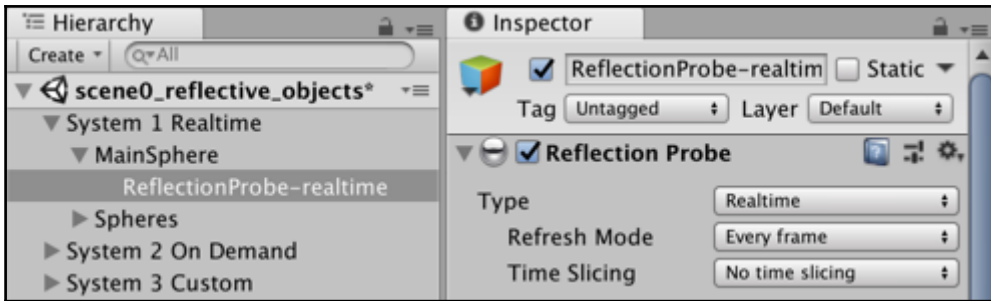 Hierarchy
Create All
scene0_reflective_objects*
System 1 Realtime
MainSphere
ReflectionProbe-realtime
Spheres
System 2 On Demand
System 3 Custom
Inspector
ReflectionProbe-realtim Static
Tag Untagged Layer Default
Reflection Probe
Type Realtime
Refresh Mode Every frame
Time Slicing No time slicing